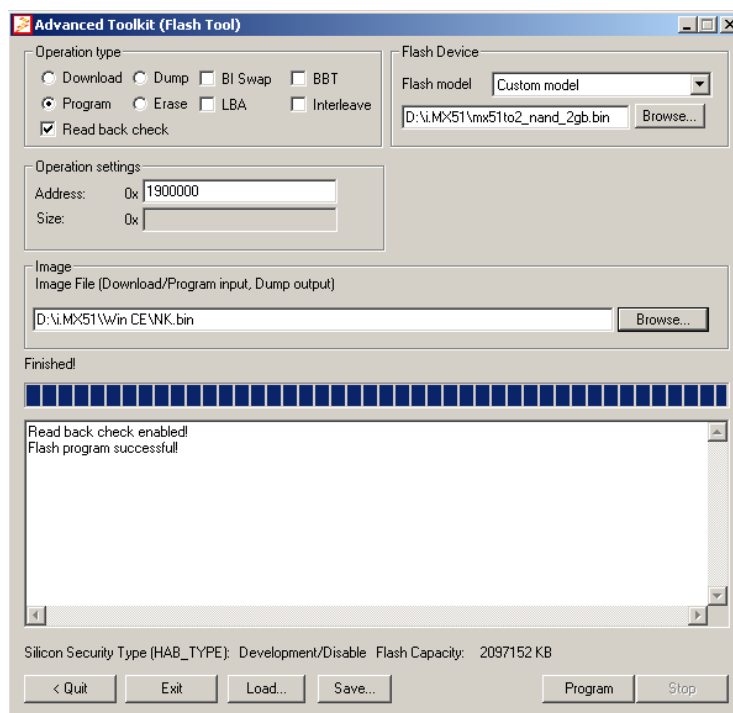 Advanced Toolkit (Flash Tool)
Operation type
Download Dump BI Swap BBT
Program Erase LBA Interleave
Read back check
Flash Device
Flash model Custom model
D:\i.MX51\mx51to2_nand_2gb.bin Browse...
Operation settings
Address: 0x 1900000
Size: 0x
Image
Image File (Download/Program input, Dump output)
D:\i.MX51\Win CE\NK.bin Browse...
Finished!
Read back check enabled!
Flash program successful!
Silicon Security Type (HAB_TYPE): Development/Disable Flash Capacity: 2097152 KB
< Quit Exit Load... Save... Program Stop